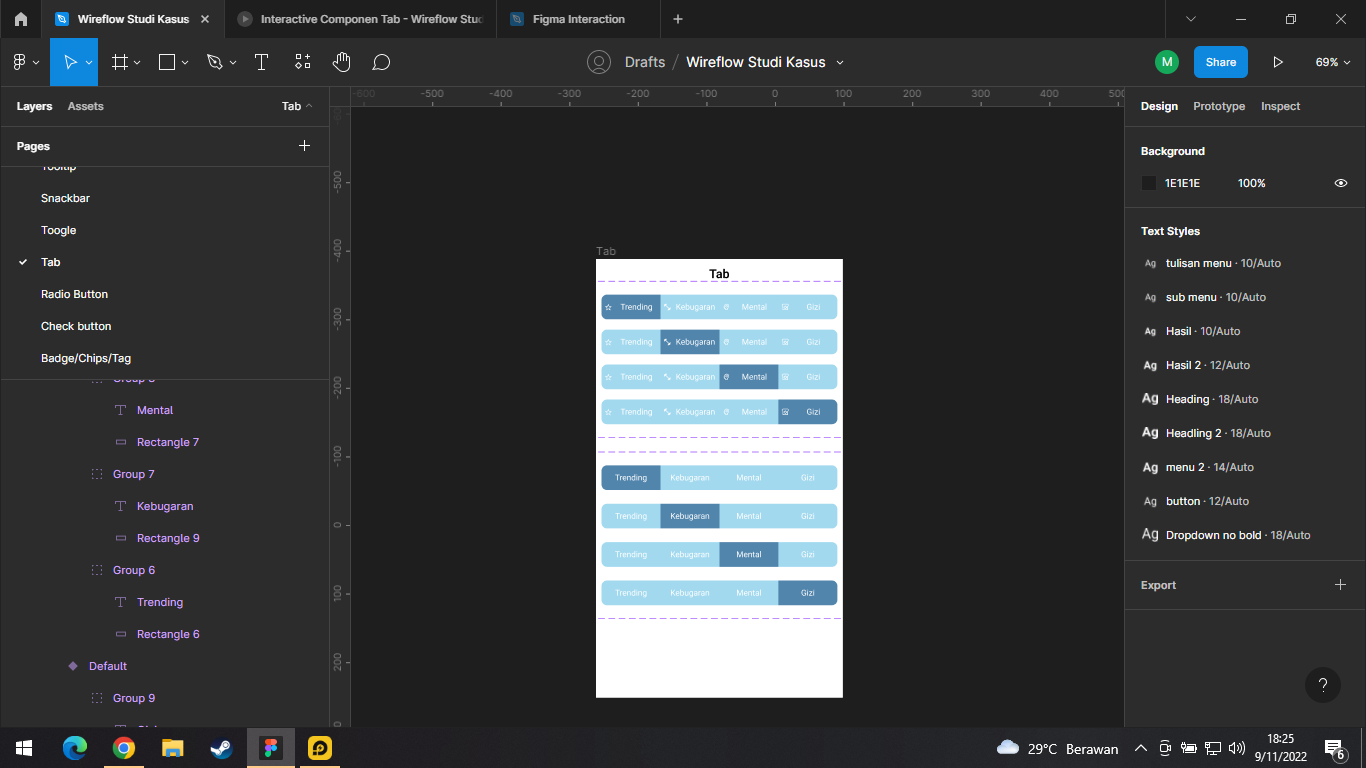 Wireflow Studi Kasus
Interactive Componen Tab - Wireflow Stud
Figma Interaction
Drafts / Wireflow Studi Kasus
M
Share
69%
Layers
Assets
Tab
Pages
Tooltip
Snackbar
Toogle
Tab
Radio Button
Check button
Badge/Chips/Tag
Group 8
Mental
Rectangle 7
Group 7
Kebugaran
Rectangle 9
Group 6
Trending
Rectangle 6
Default
Group 9
-600 -500 -400 -300 -200 -100 0 100 200 300 400 500
-500
-400
-300
-200
-100
0
100
200
Tab
Tab
Trending Kebugaran Mental Gizi
Trending Kebugaran Mental Gizi
Trending Kebugaran Mental Gizi
Trending Kebugaran Mental Gizi
Trending Kebugaran Mental Gizi
Trending Kebugaran Mental Gizi
Trending Kebugaran Mental Gizi
Trending Kebugaran Mental Gizi
Design
Prototype
Inspect
Background
1E1E1E 100%
Text Styles
Ag tulisan menu · 10/Auto
Ag sub menu · 10/Auto
Ag Hasil · 10/Auto
Ag Hasil 2 · 12/Auto
Ag Heading · 18/Auto
Ag Headling 2 · 18/Auto
Ag menu 2 · 14/Auto
Ag button · 12/Auto
Ag Dropdown no bold · 18/Auto
Export
?
29°C Berawan
18:25
9/11/2022
6